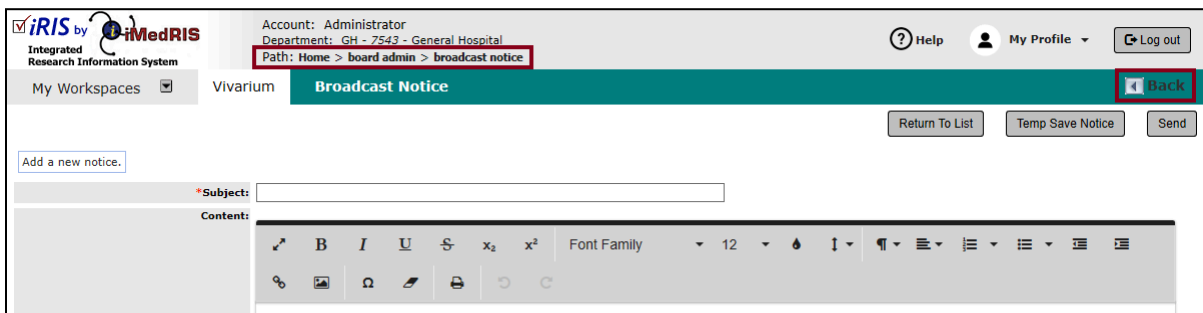 iRIS by iMedRIS
Integrated
Research Information System
Account: Administrator
Department: GH - 7543 - General Hospital
Path: Home > board admin > broadcast notice
? Help
My Profile
Log out
My Workspaces
Vivarium
Broadcast Notice
Back
Return To List
Temp Save Notice
Send
Add a new notice.
*Subject:
Content:
B I U S x₂ x² Font Family 12 ¶
Ω